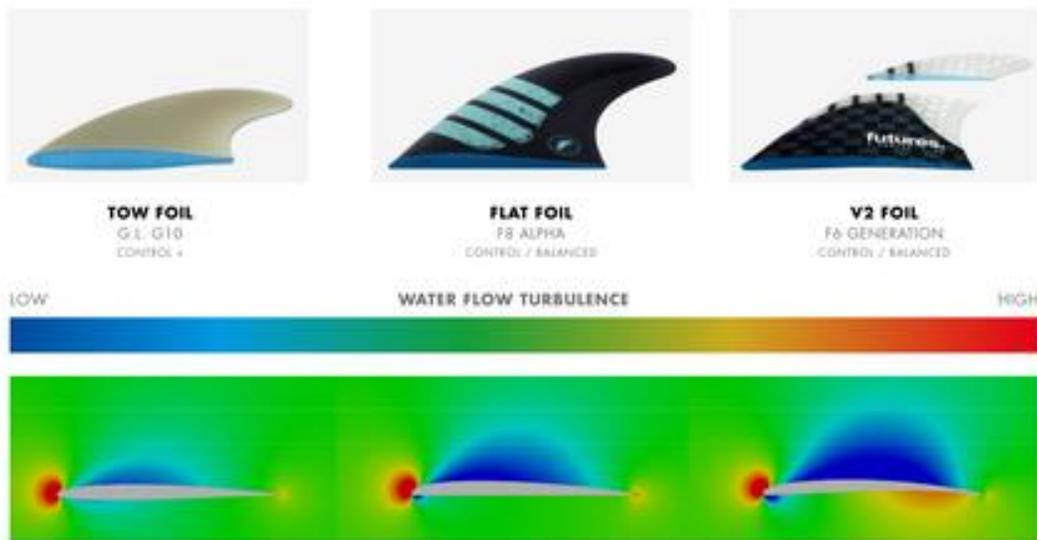 futures.
TOW FOIL
G.L. G10
CONTROL +
FLAT FOIL
F8 ALPHA
CONTROL / BALANCED
V2 FOIL
F6 GENERATION
CONTROL / BALANCED
LOW
WATER FLOW TURBULENCE
HIGH